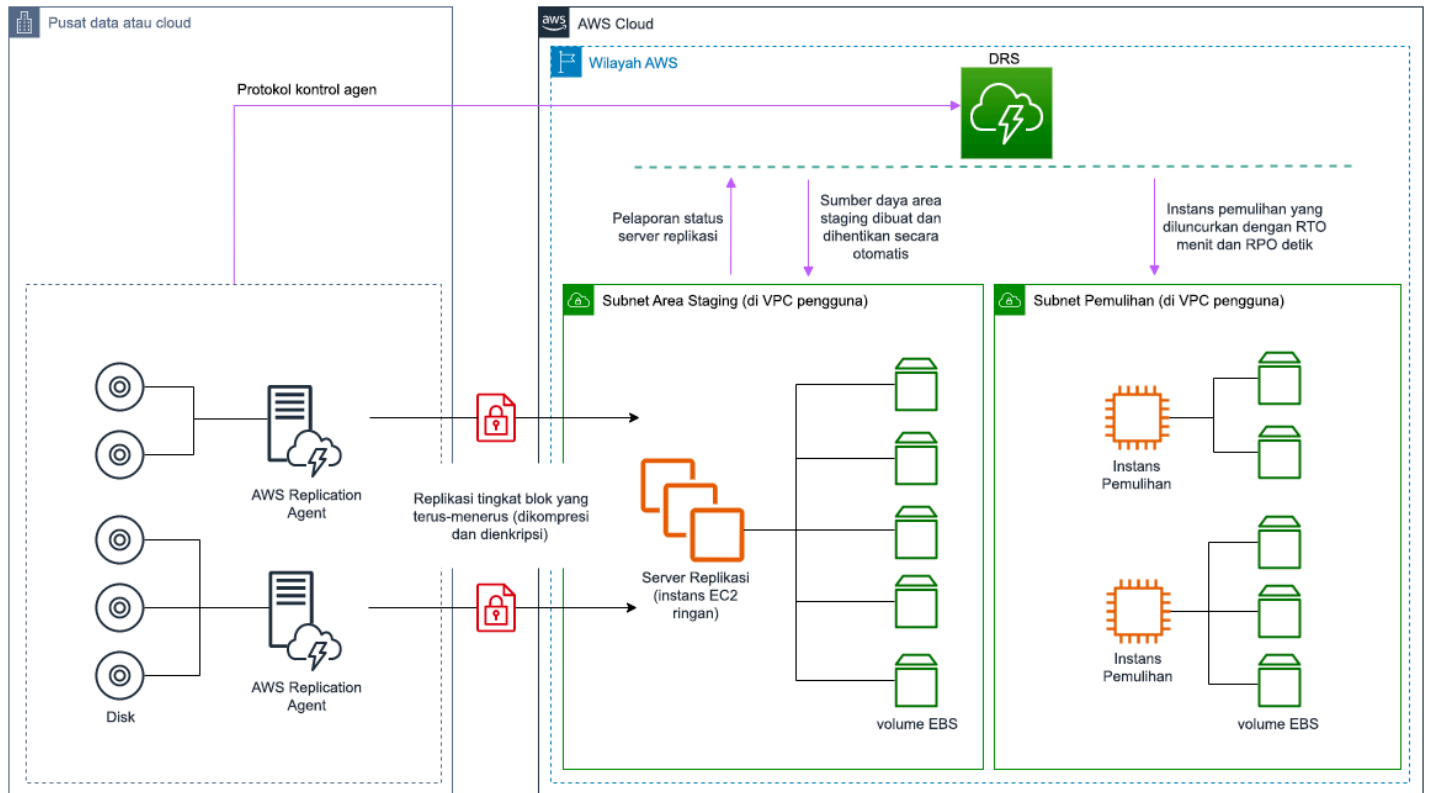 Pusat data atau cloud
aws
AWS Cloud
Wilayah AWS
DRS
Protokol kontrol agen
Pelaporan status
server replikasi
Sumber daya area
staging dibuat dan
dihentikan secara
otomatis
Instans pemulihan yang
diluncurkan dengan RTO
menit dan RPO detik
Subnet Area Staging (di VPC pengguna)
Subnet Pemulihan (di VPC pengguna)
AWS Replication
Agent
Replikasi tingkat blok yang
terus-menerus (dikompresi
dan dienkripsi)
Server Replikasi
(instans EC2
ringan)
Instans
Pemulihan
AWS Replication
Agent
Instans
Pemulihan
Disk
volume EBS
volume EBS